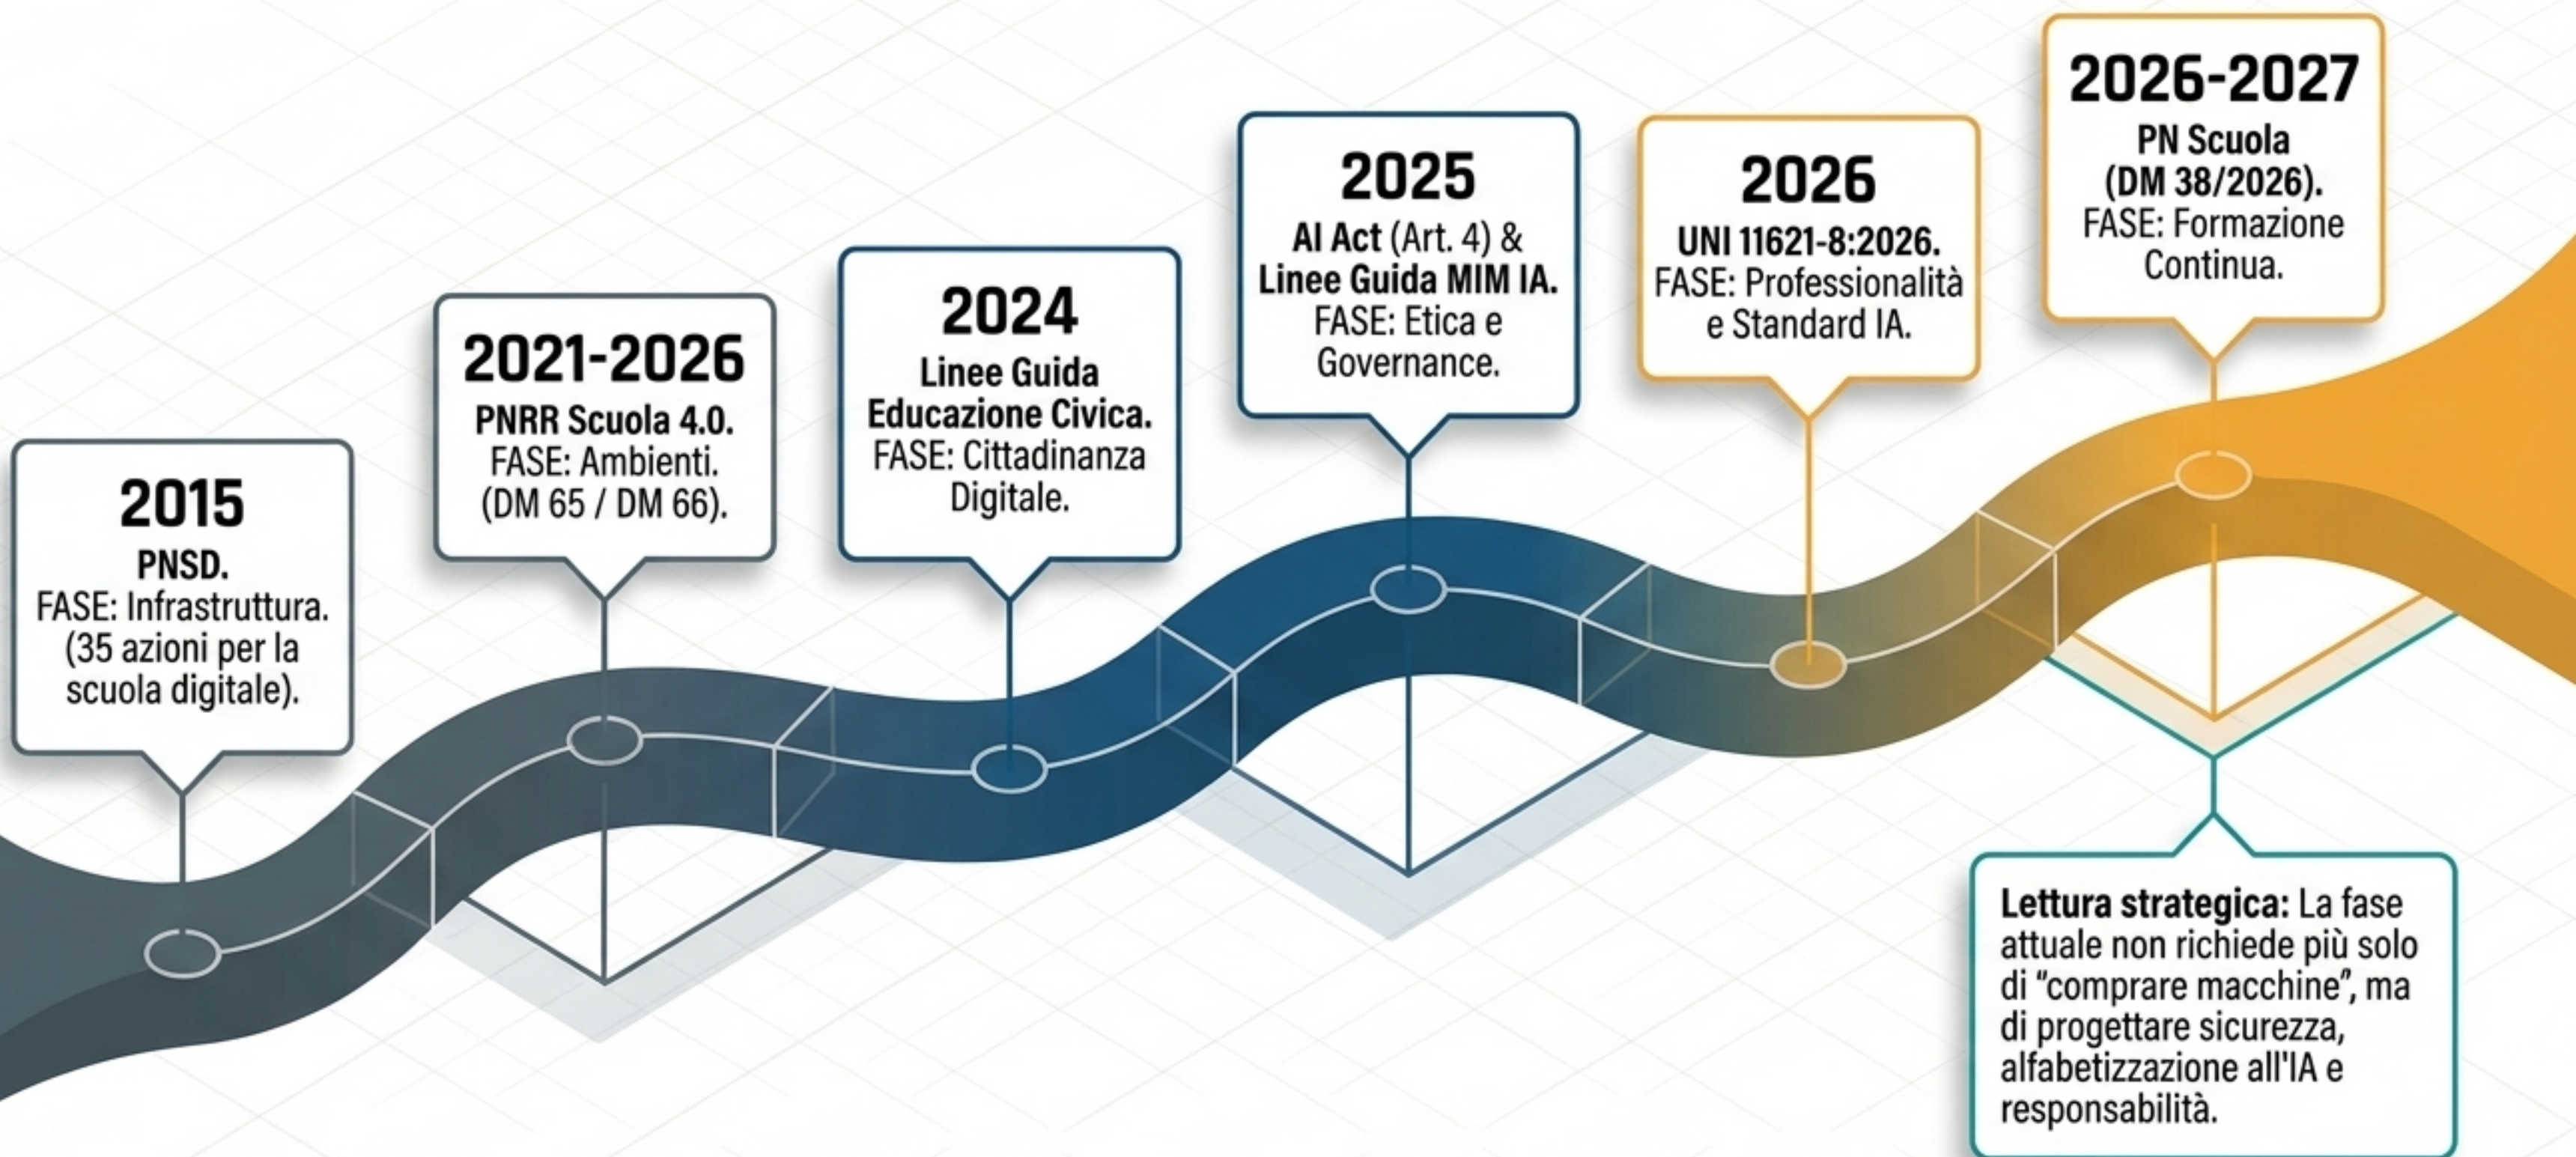 2015
PNSD.
FASE: Infrastruttura.
(35 azioni per la
scuola digitale).
2021-2026
PNRR Scuola 4.0.
FASE: Ambienti.
(DM 65 / DM 66).
2024
Linee Guida
Educazione Civica.
FASE: Cittadinanza
Digitale.
2025
AI Act (Art. 4) &
Linee Guida MIM IA.
FASE: Etica e
Governance.
2026
UNI 11621-8:2026.
FASE: Professionalità
e Standard IA.
2026-2027
PN Scuola
(DM 38/2026).
FASE: Formazione
Continua.
Lettura strategica: La fase
attuale non richiede più solo
di “comprare macchine”, ma
di progettare sicurezza,
alfabetizzazione all'IA e
responsabilità.